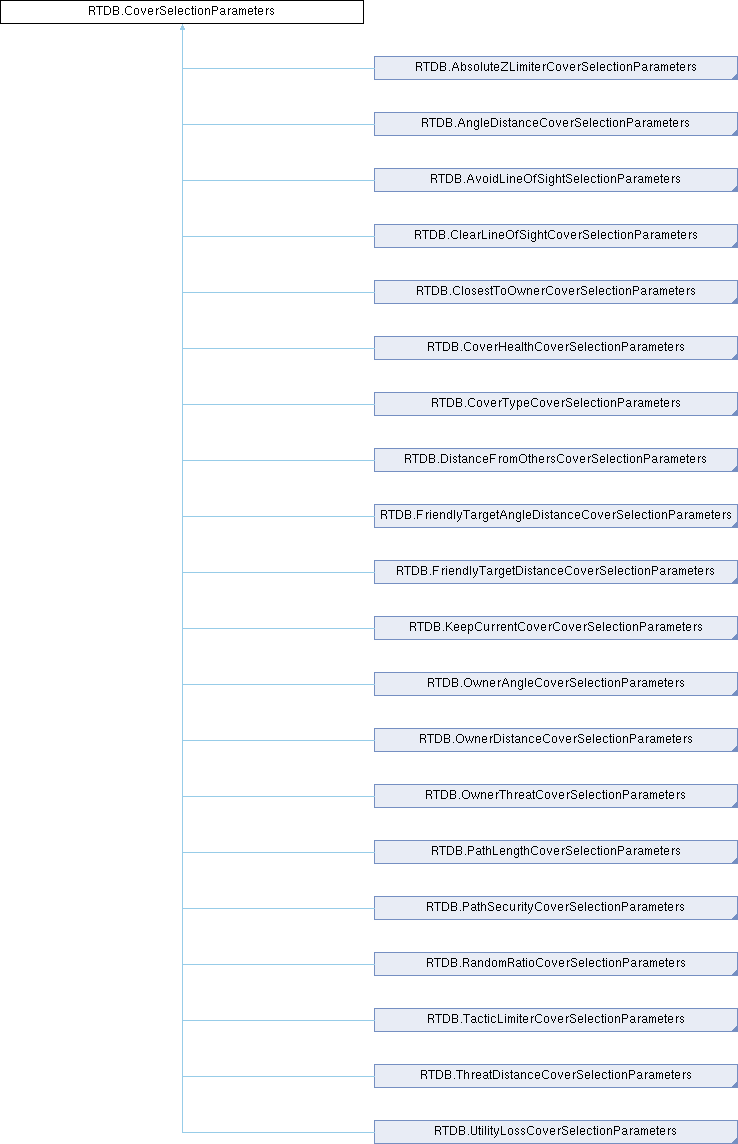 RTDB.CoverSelectionParameters
RTDB.AbsoluteZLimiterCoverSelectionParameters
RTDB.AngleDistanceCoverSelectionParameters
RTDB.AvoidLineOfSightSelectionParameters
RTDB.ClearLineOfSightCoverSelectionParameters
RTDB.ClosestToOwnerCoverSelectionParameters
RTDB.CoverHealthCoverSelectionParameters
RTDB.CoverTypeCoverSelectionParameters
RTDB.DistanceFromOthersCoverSelectionParameters
RTDB.FriendlyTargetAngleDistanceCoverSelectionParameters
RTDB.FriendlyTargetDistanceCoverSelectionParameters
RTDB.KeepCurrentCoverCoverSelectionParameters
RTDB.OwnerAngleCoverSelectionParameters
RTDB.OwnerDistanceCoverSelectionParameters
RTDB.OwnerThreatCoverSelectionParameters
RTDB.PathLengthCoverSelectionParameters
RTDB.PathSecurityCoverSelectionParameters
RTDB.RandomRatioCoverSelectionParameters
RTDB.TacticLimiterCoverSelectionParameters
RTDB.ThreatDistanceCoverSelectionParameters
RTDB.UtilityLossCoverSelectionParameters